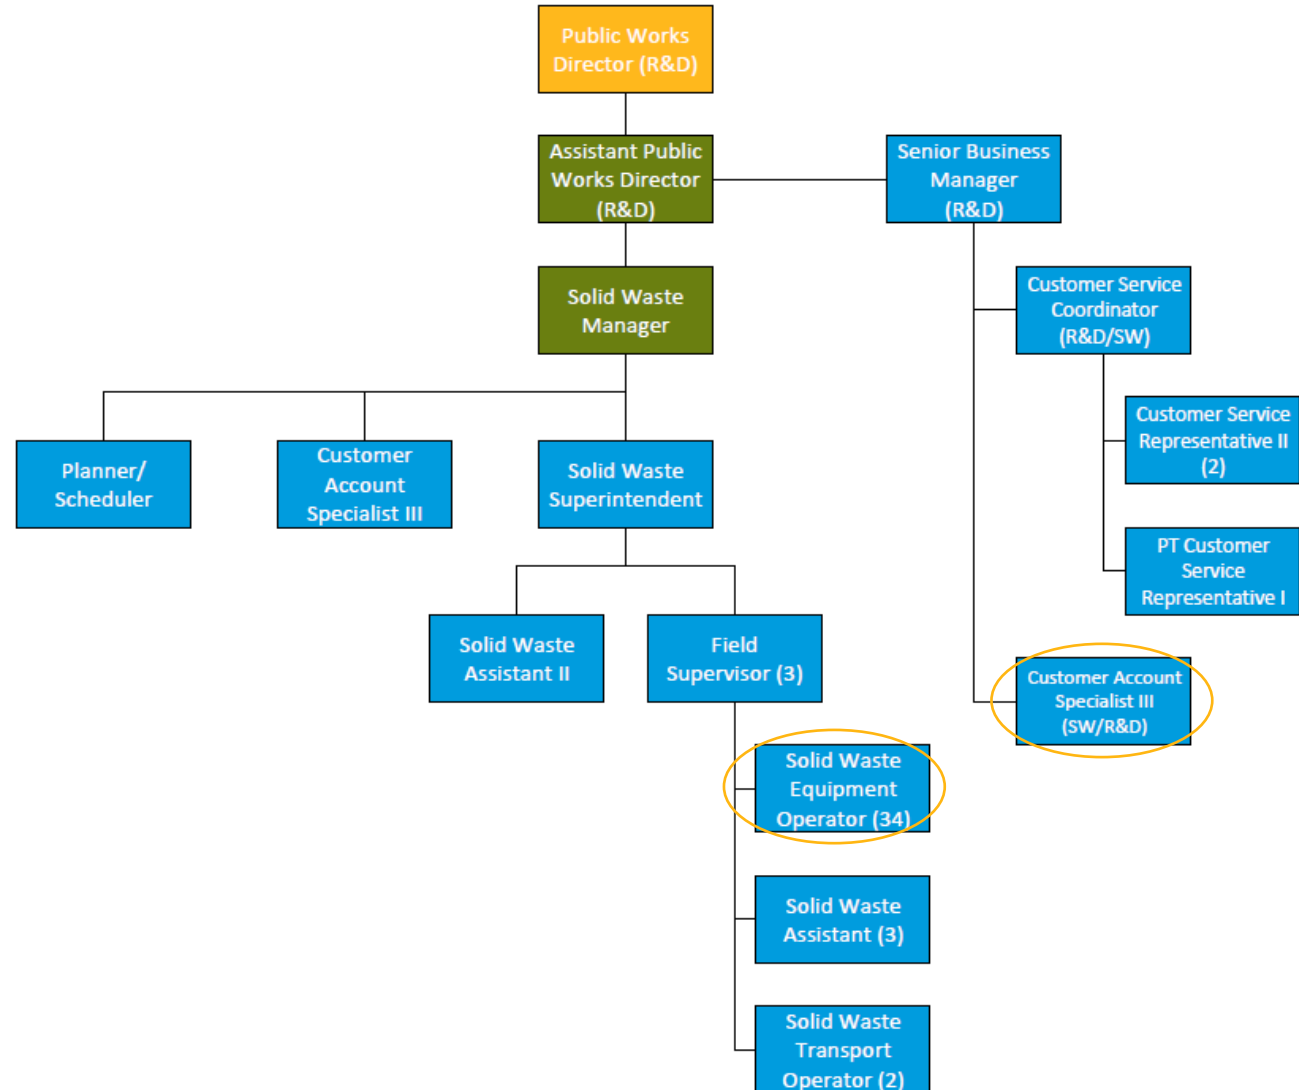 Public Works
Director (R&D)
Assistant Public
Works Director
(R&D)
Senior Business
Manager
(R&D)
Solid Waste
Manager
Customer Service
Coordinator
(R&D/SW)
Customer Service
Representative II
(2)
PT Customer
Service
Representative I
Customer Account
Specialist III
(SW/R&D)
Planner/
Scheduler
Customer
Account
Specialist III
Solid Waste
Superintendent
Solid Waste
Assistant II
Field
Supervisor (3)
Solid Waste
Equipment
Operator (34)
Solid Waste
Assistant (3)
Solid Waste
Transport
Operator (2)